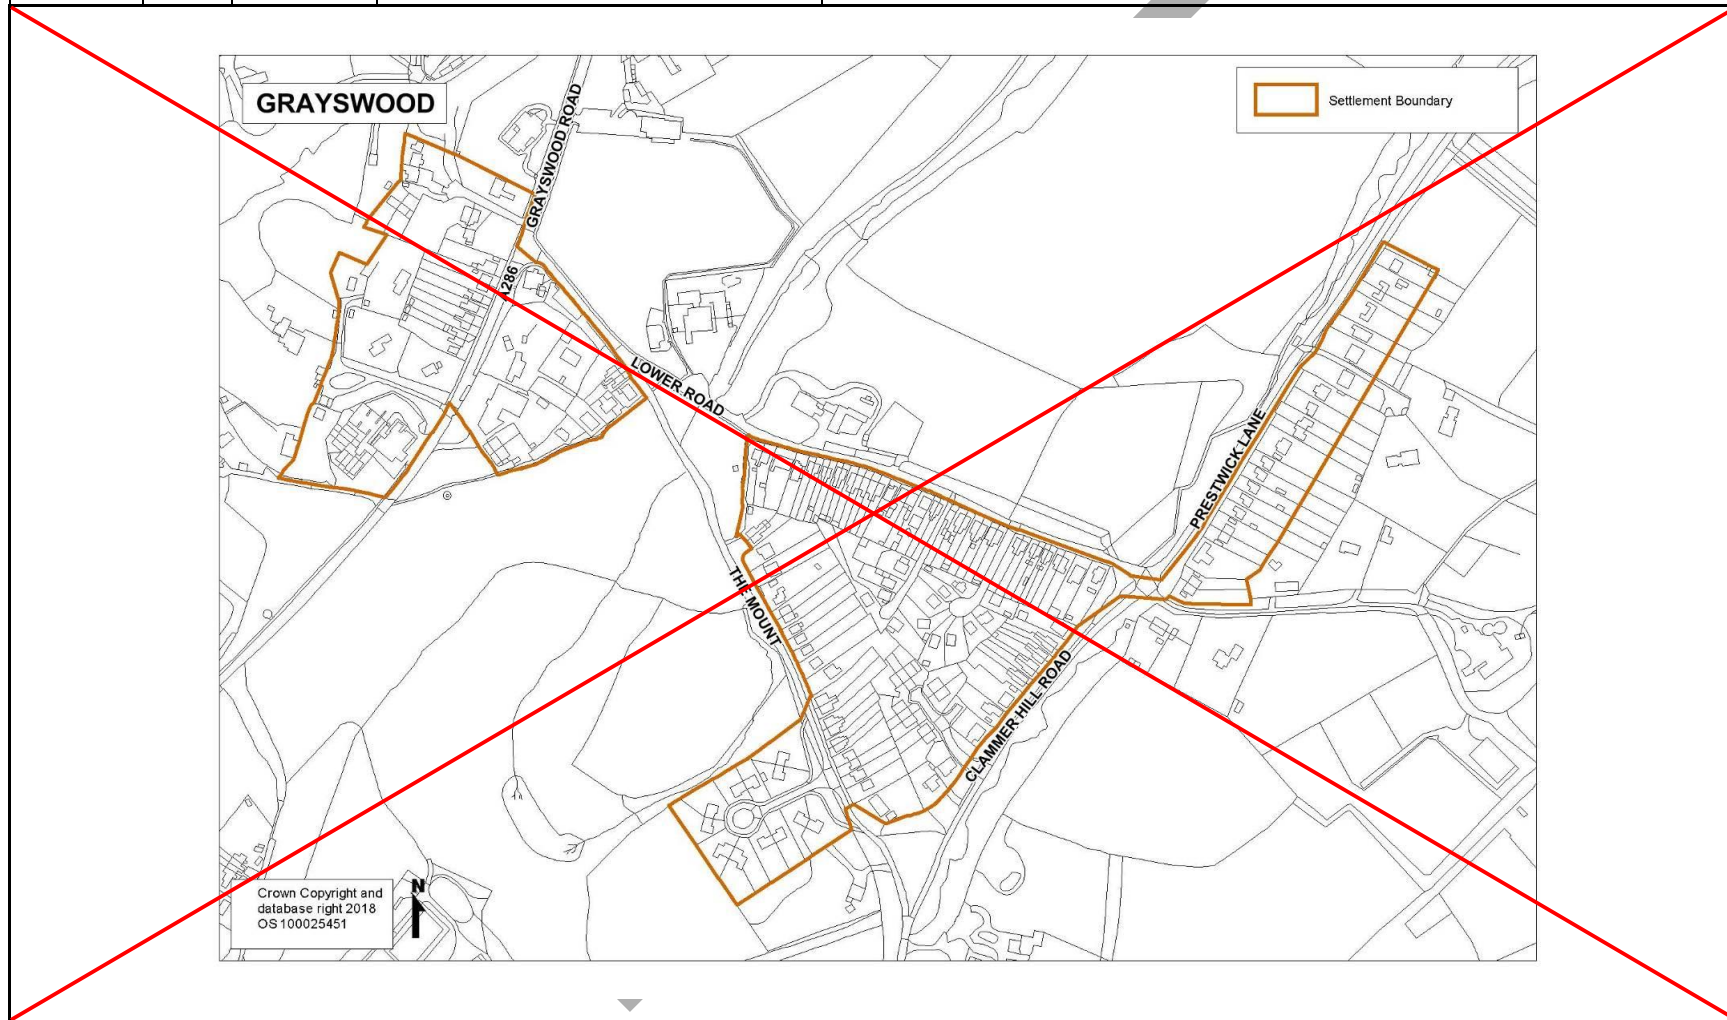 GRAYSWOOD
Settlement Boundary
GRAYSWOOD ROAD
A286
LOWER ROAD
PRESTWICK LANE
THE MOUNT
CLAMMER HILL ROAD
Crown Copyright and
database right 2018
OS 100025451
N